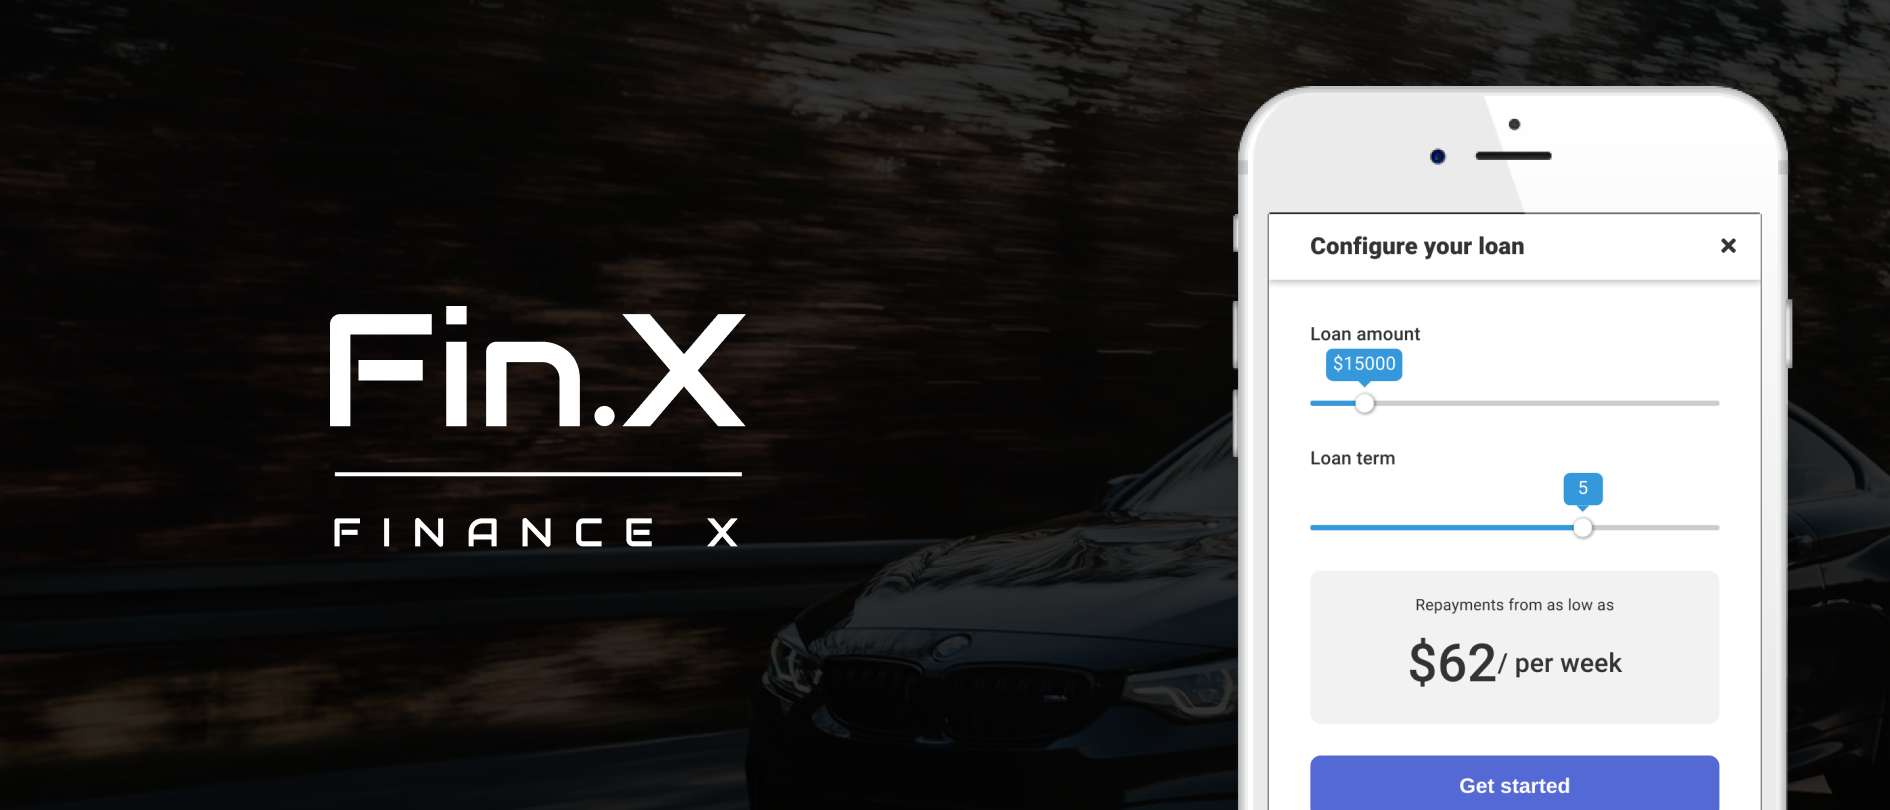 Fin.X
FINANCE X
Configure your loan
Loan amount
$15000
Loan term
5
Repayments from as low as
$62/ per week
Get started